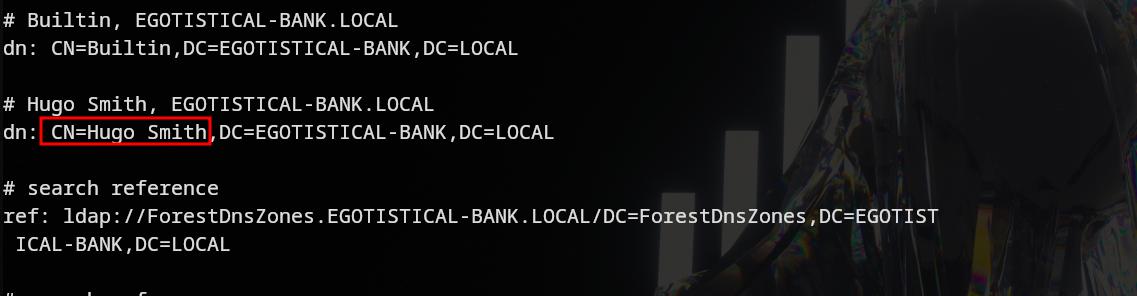 # Builtin, EGOTISTICAL-BANK.LOCAL
dn: CN=Builtin,DC=EGOTISTICAL-BANK,DC=LOCAL
# Hugo Smith, EGOTISTICAL-BANK.LOCAL
dn: CN=Hugo Smith,DC=EGOTISTICAL-BANK,DC=LOCAL
# search reference
ref: ldap://ForestDnsZones.EGOTISTICAL-BANK.LOCAL/DC=ForestDnsZones,DC=EGOTIST
ICAL-BANK,DC=LOCAL